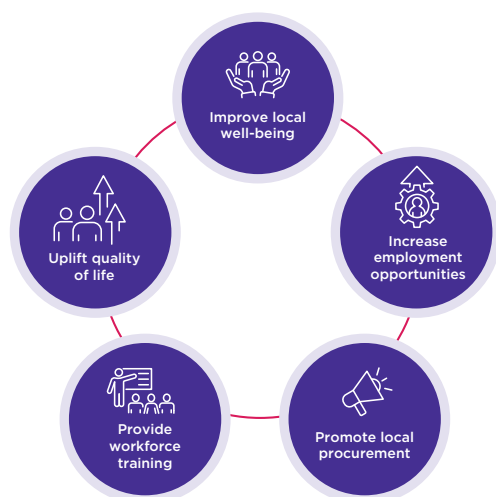 Improve local
well-being
Increase
employment
opportunities
Promote local
procurement
Provide
workforce
training
Uplift quality
of life